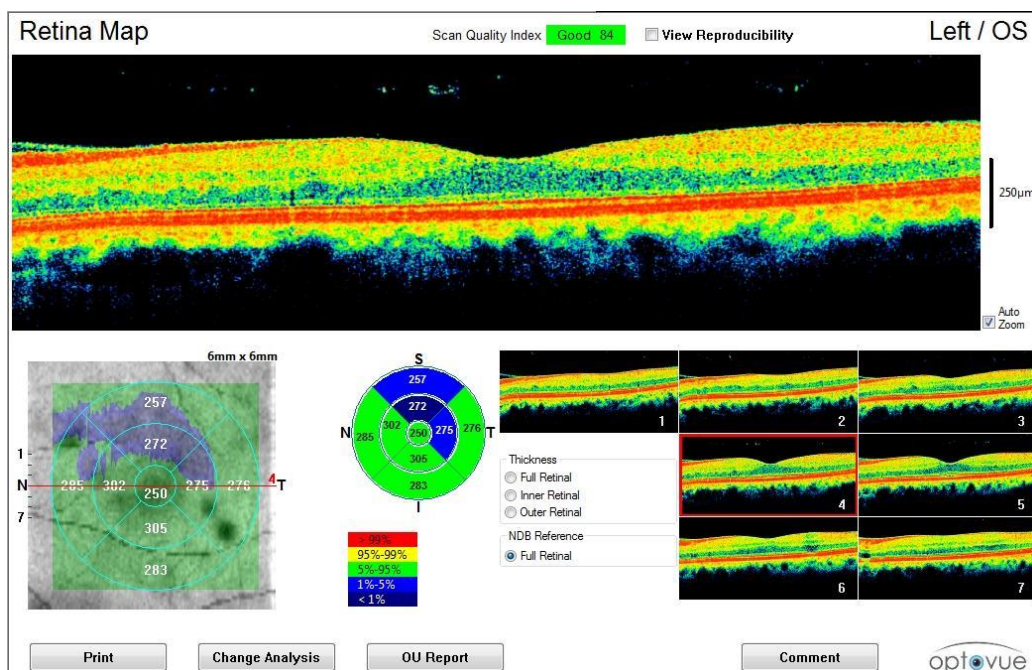 Retina Map
Scan Quality Index Good 84 View Reproducibility
Left / OS
250µm
Auto
Zoom
6mm x 6mm
257
272
1
N 285 302 250 275 276 4 T
7
305
283
S
257
272
N 285 302 250 275 276 T
305
283
I
> 99%
95%-99%
5%-95%
1%-5%
< 1%
1
2
3
4
5
6
7
Thickness
Full Retinal
Inner Retinal
Outer Retinal
NDB Reference
Full Retinal
Print
Change Analysis
OU Report
Comment
optovue